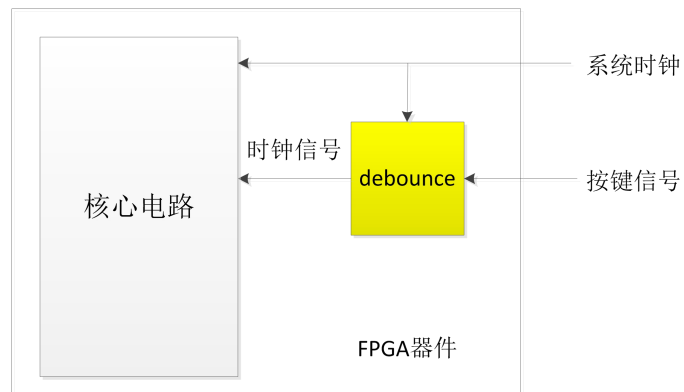 系统时钟
时钟信号
debounce
按键信号
核心电路
FPGA器件